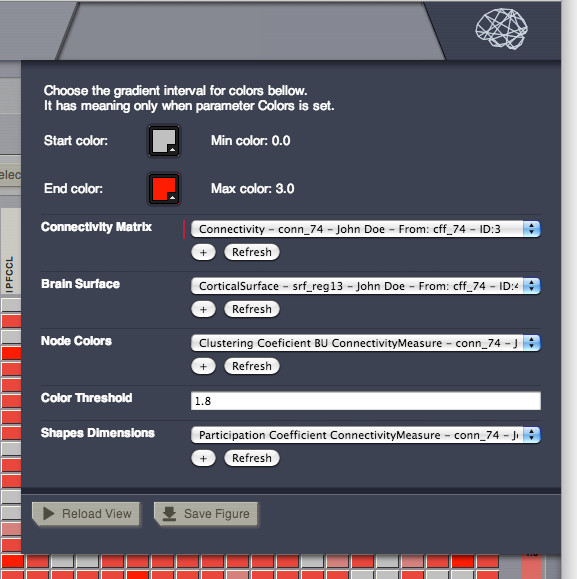 Choose the gradient interval for colors bellow.
It has meaning only when parameter Colors is set.
Start color: Min color: 0.0
End color: Max color: 3.0
Connectivity Matrix Connectivity – conn_74 – John Doe – From: cff_74 – ID:3
+ Refresh
Brain Surface CorticalSurface – srf_reg13 – John Doe – From: cff_74 – ID:4
+ Refresh
Node Colors Clustering Coeficient BU ConnectivityMeasure – conn_74 – J
+ Refresh
Color Threshold 1.8
Shapes Dimensions Participation Coefficient ConnectivityMeasure – conn_74 – J
+ Refresh
Reload View Save Figure
elec
lPFCCL